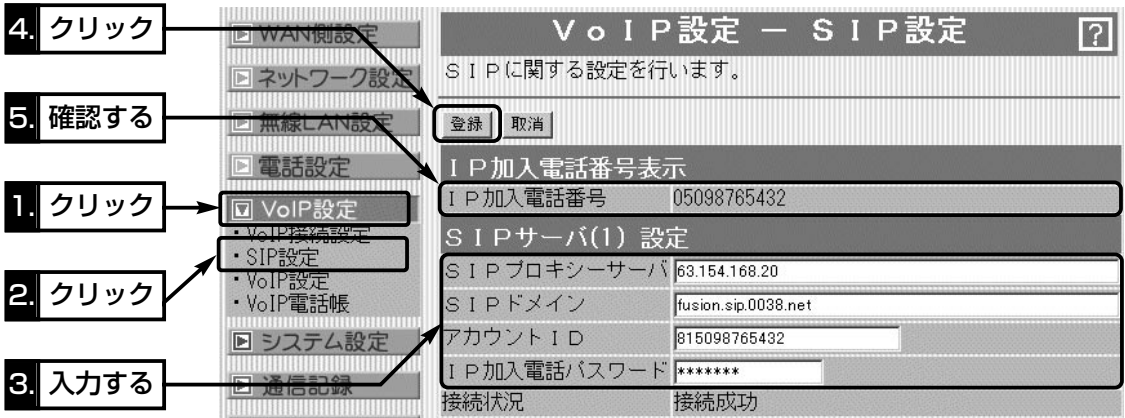 4. クリック
5. 確認する
1. クリック
2. クリック
3. 入力する
WAN側設定
ネットワーク設定
無線LAN設定
電話設定
VoIP設定
・VoIP接続設定
・SIP設定
・VoIP設定
・VoIP電話帳
システム設定
通信記録
ＶｏＩＰ設定 － ＳＩＰ設定
?
ＳＩＰに関する設定を行います。
登録 取消
ＩＰ加入電話番号表示
ＩＰ加入電話番号 05098765432
ＳＩＰサーバ(1) 設定
ＳＩＰプロキシーサーバ 63.154.168.20
ＳＩＰドメイン fusion.sip.0038.net
アカウントＩＤ 815098765432
ＩＰ加入電話パスワード *******
接続状況 接続成功